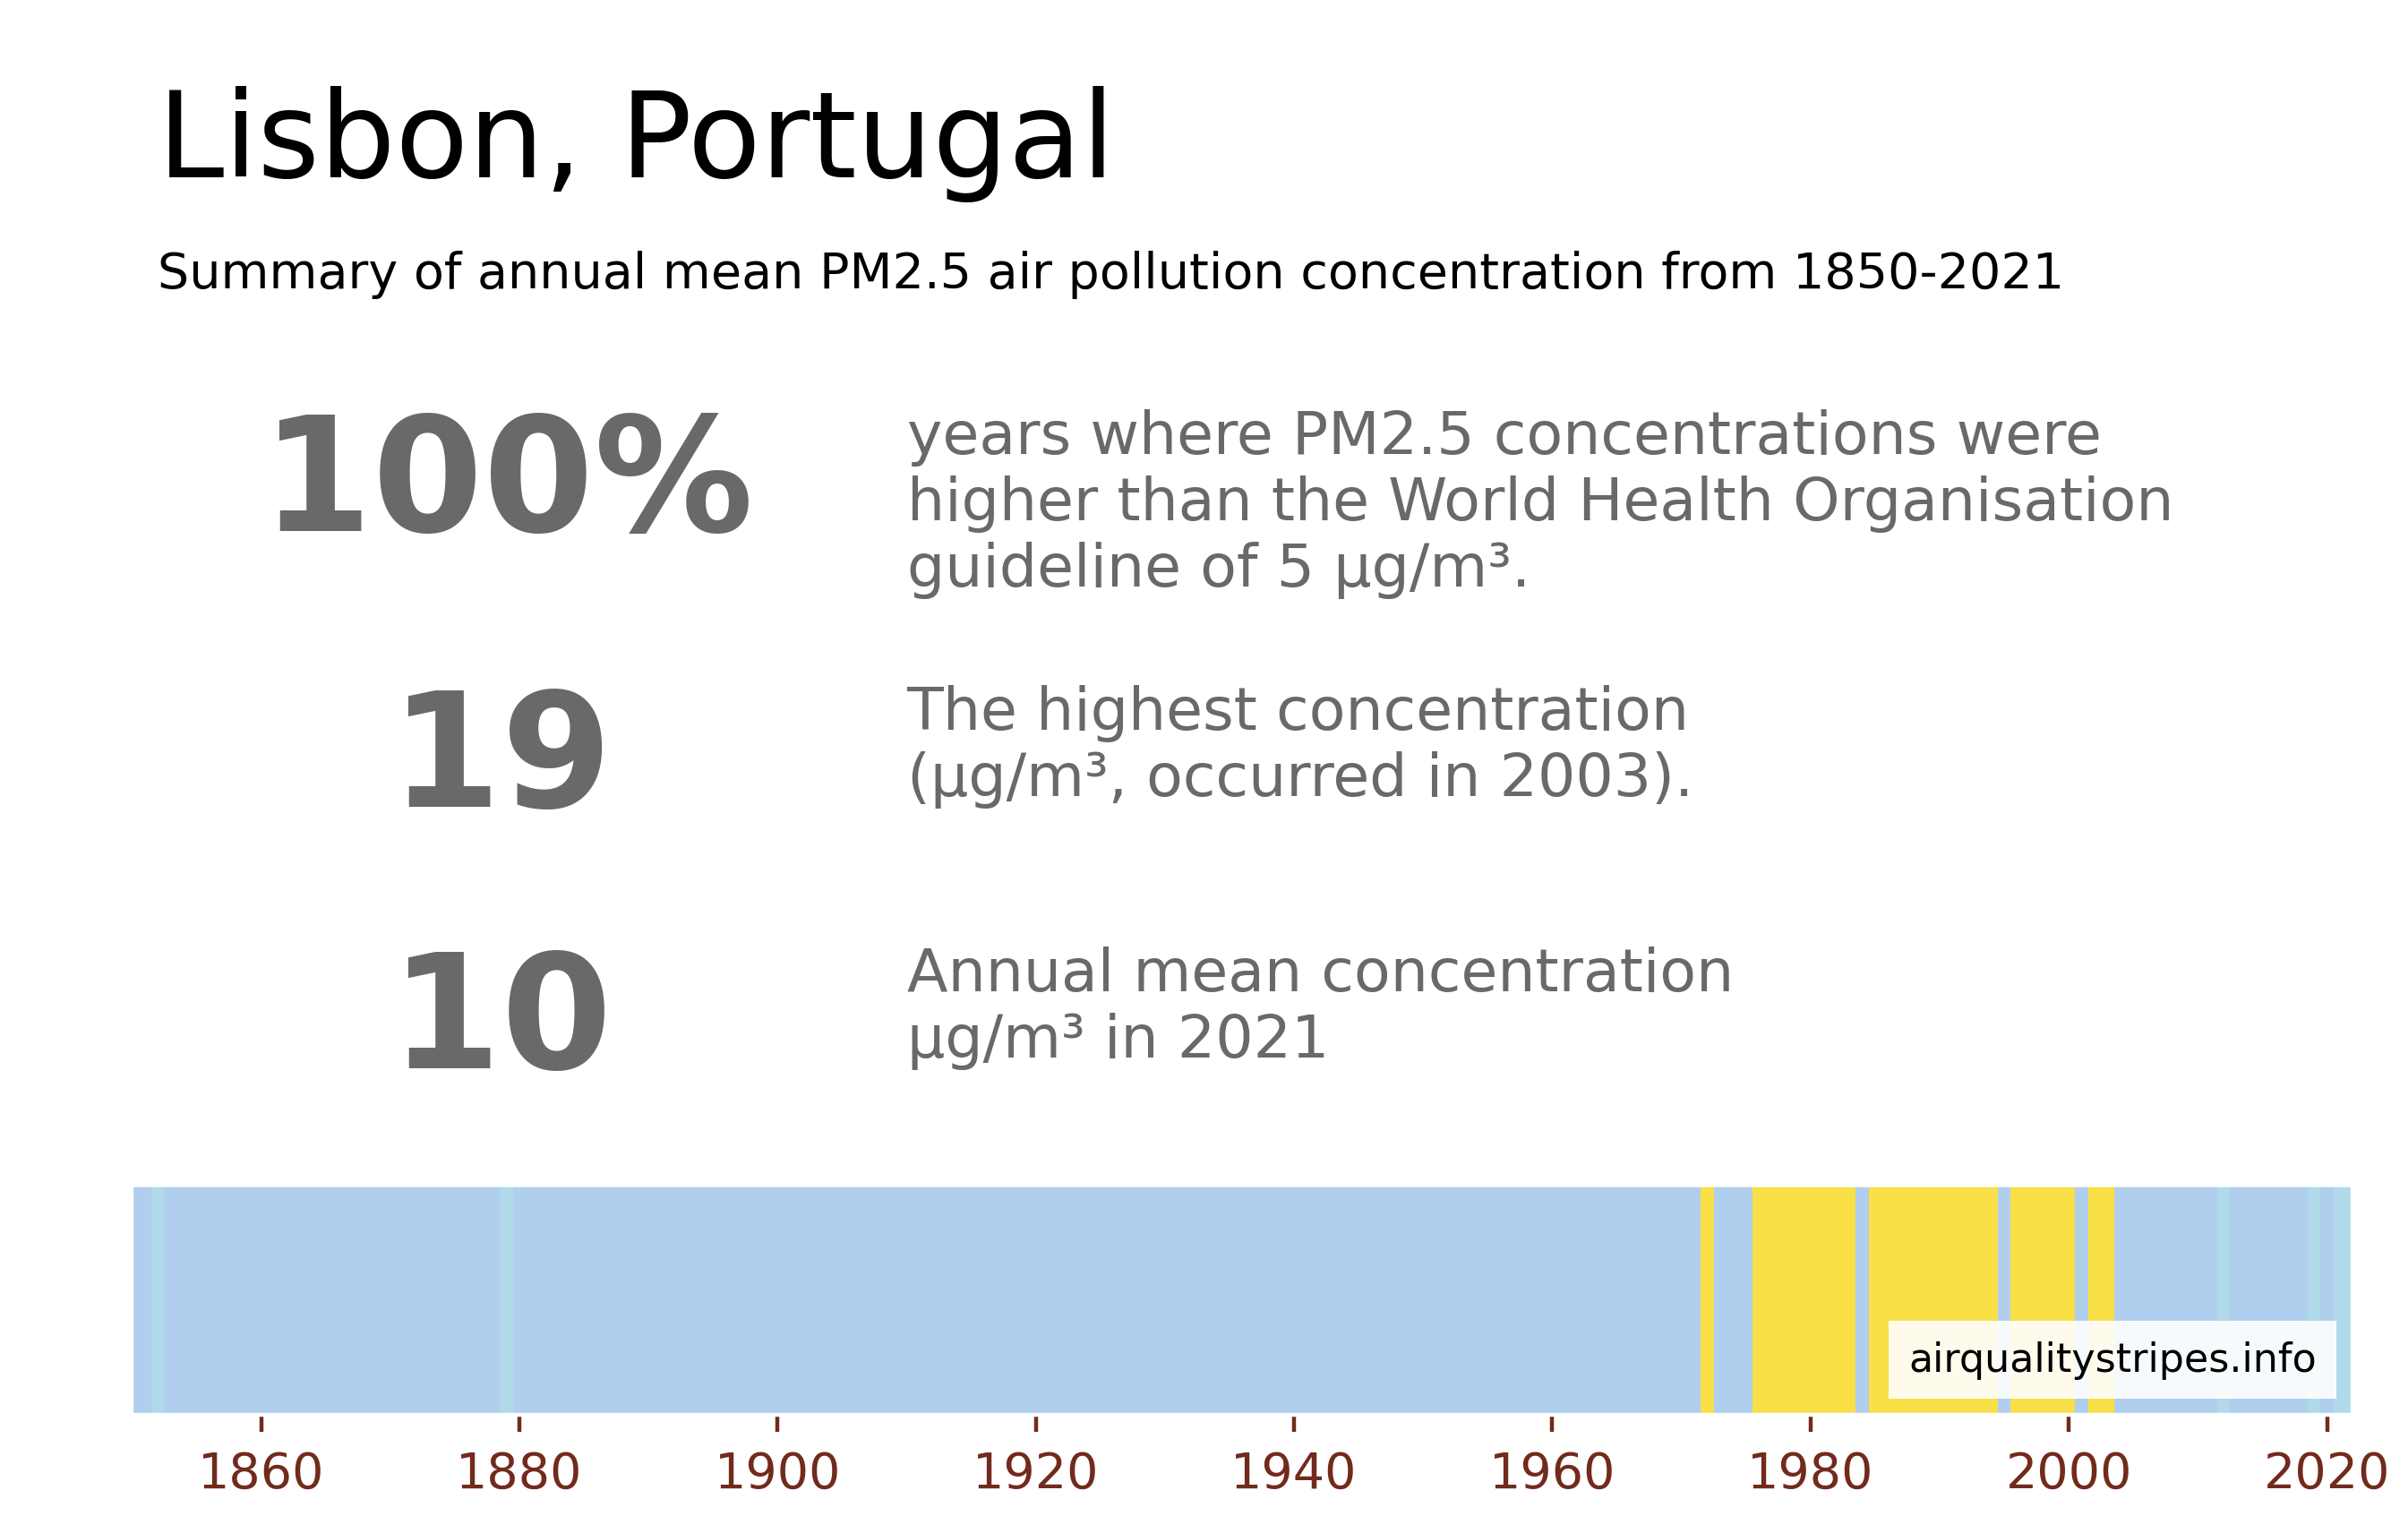 Lisbon, Portugal
Summary of annual mean PM2.5 air pollution concentration from 1850-2021
100%
years where PM2.5 concentrations were
higher than the World Health Organisation
guideline of 5 µg/m³.
19
The highest concentration
(µg/m³, occurred in 2003).
10
Annual mean concentration
µg/m³ in 2021
airqualitystripes.info
1860 1880 1900 1920 1940 1960 1980 2000 2020